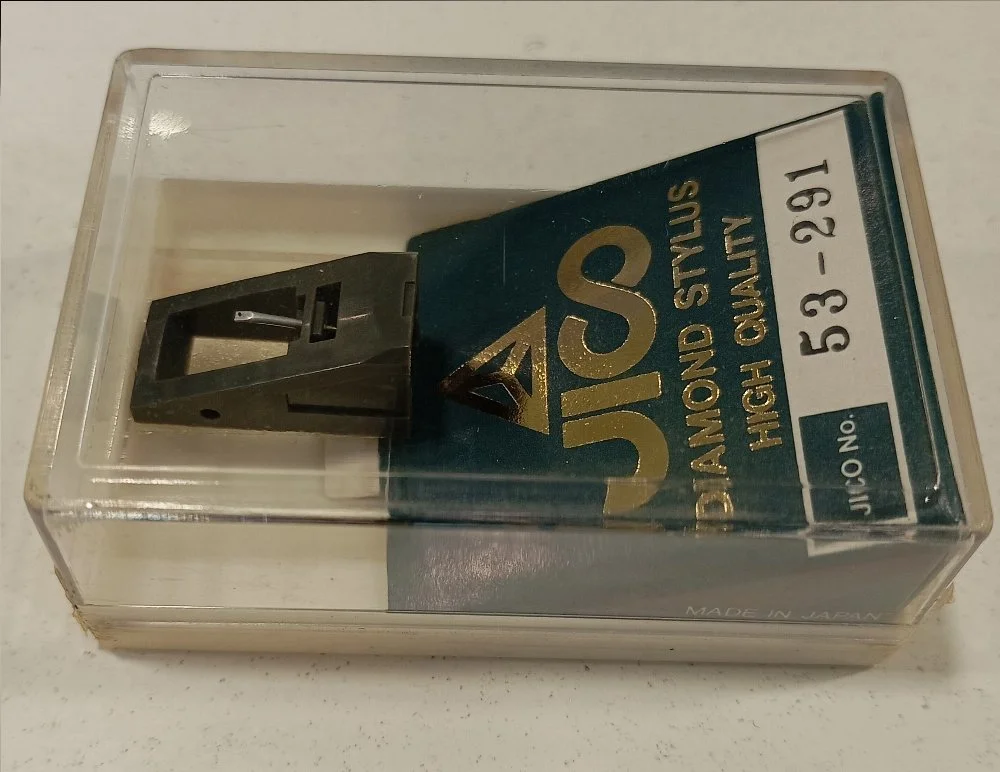 JICO
DIAMOND STYLUS
HIGH QUALITY
JICO No.
53-291
MADE IN JAPAN